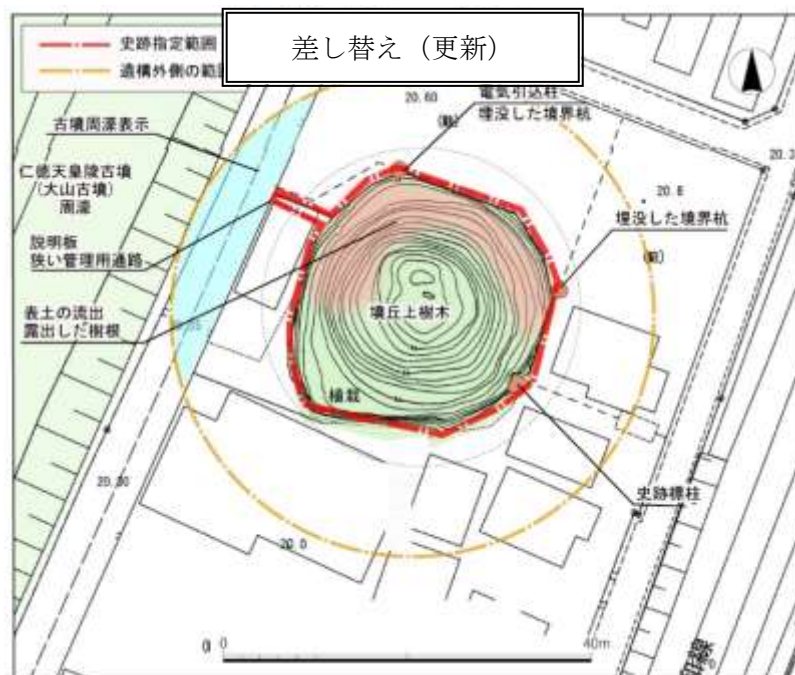 差し替え（更新）
史跡指定範囲
遺構外側の範
電気引込柱
埋没した境界杭
20.60
古墳周濠表示
仁徳天皇陵古墳
(大山古墳)
周濠
20.3
20.6
埋没した境界杭
説明板
狭い管理用通路
表土の流出
露出した樹根
墳丘上樹木
植栽
史跡標柱
20.30
20.0
0
40m